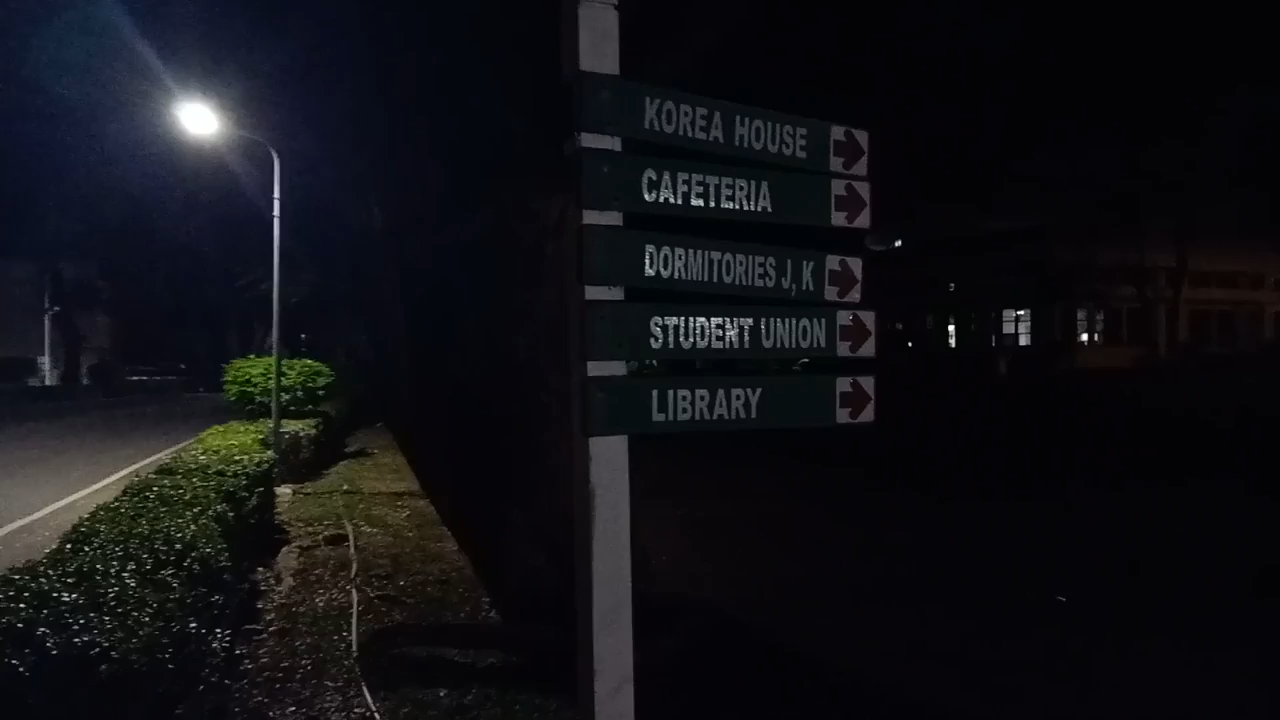 KOREA HOUSE
CAFETERIA
DORMITORIES J, K
STUDENT UNION
LIBRARY